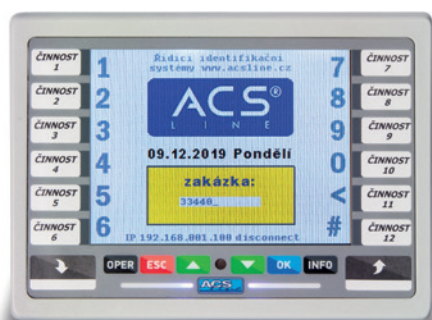 ČINNOST
1
ČINNOST
2
ČINNOST
3
ČINNOST
4
ČINNOST
5
ČINNOST
6
1
2
3
4
5
6
Řídicí identifikační
systémy www.acsline.cz
ACS®
LINE
09.12.2019 Pondělí
zakázka:
33440_
IP 192.168.001.100 disconnect
7
8
9
0
<
#
ČINNOST
7
ČINNOST
8
ČINNOST
9
ČINNOST
10
ČINNOST
11
ČINNOST
12
OPER ESC OK INFO
ACS